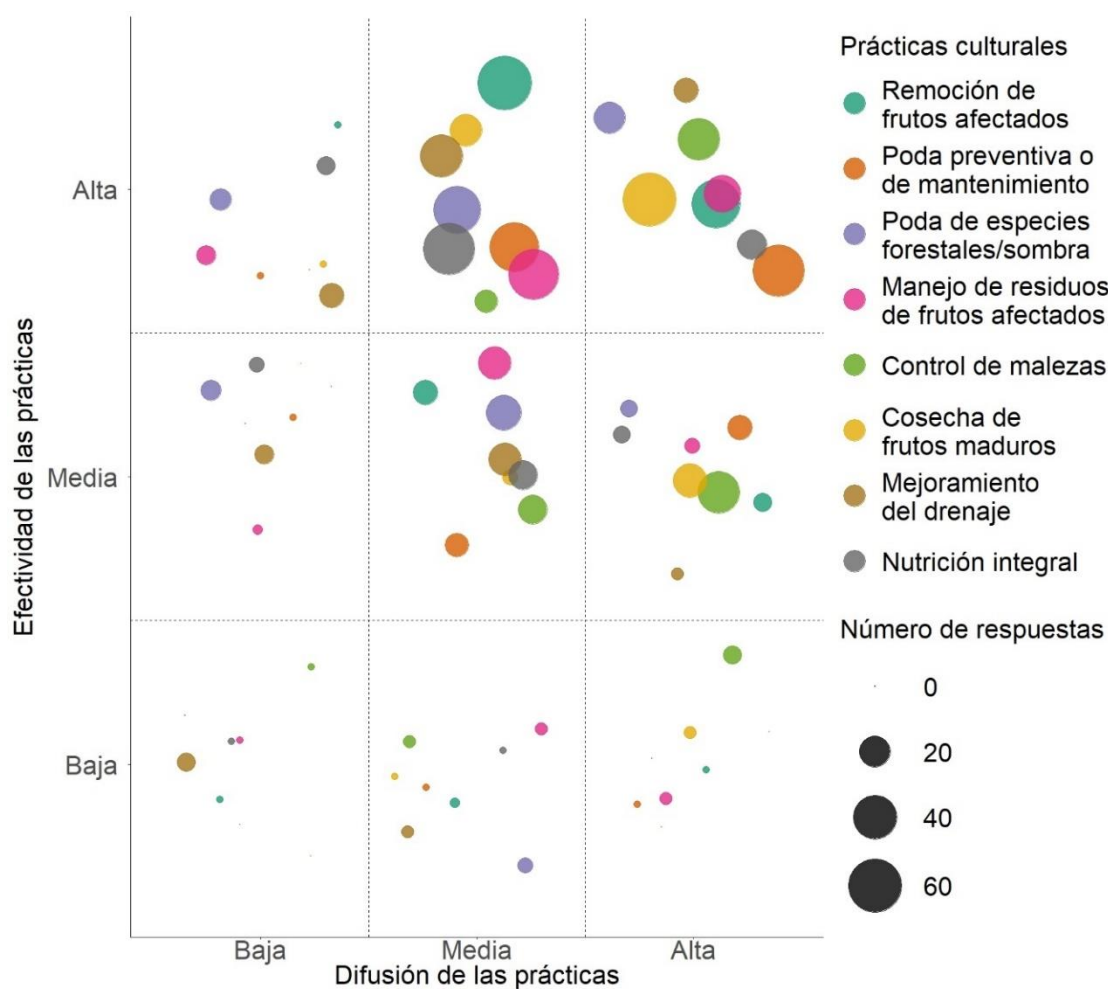 Efectividad de las prácticas
Alta
Media
Baja
Baja
Media
Alta
Difusión de las prácticas
Prácticas culturales
Remoción de
frutos afectados
Poda preventiva o
de mantenimiento
Poda de especies
forestales/sombra
Manejo de residuos
de frutos afectados
Control de malezas
Cosecha de
frutos maduros
Mejoramiento
del drenaje
Nutrición integral
Número de respuestas
0
20
40
60